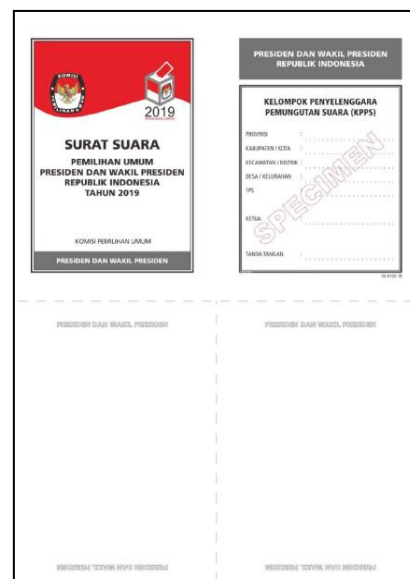 KOMISI
PEMILIHAN UMUM
2019
SURAT SUARA
PEMILIHAN UMUM
PRESIDEN DAN WAKIL PRESIDEN
REPUBLIK INDONESIA
TAHUN 2019
KOMISI PEMILIHAN UMUM
PRESIDEN DAN WAKIL PRESIDEN
PRESIDEN DAN WAKIL PRESIDEN
REPUBLIK INDONESIA
KELOMPOK PENYELENGGARA
PEMUNGUTAN SUARA (KPPS)
PROVINSI :
KABUPATEN / KOTA :
KECAMATAN / DISTRIK :
DESA / KELURAHAN :
TPS :
KETUA :
TANDA TANGAN :
SPECIMEN
PRESIDEN DAN WAKIL PRESIDEN
PRESIDEN DAN WAKIL PRESIDEN
PRESIDEN DAN WAKIL PRESIDEN
PRESIDEN DAN WAKIL PRESIDEN